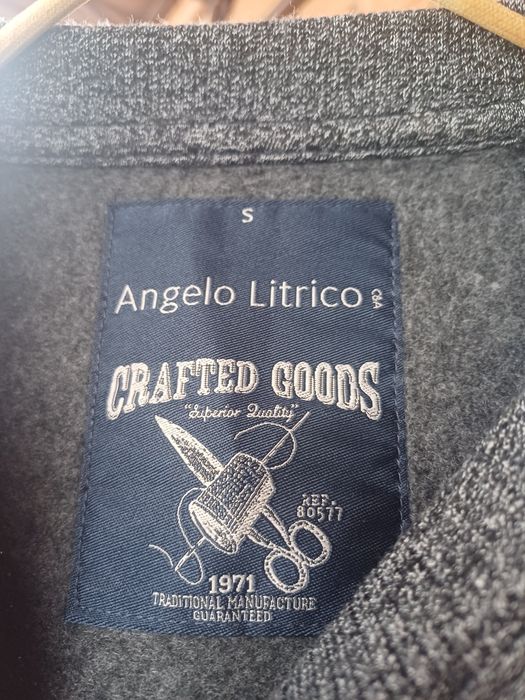 S
Angelo Litrico C&A
CRAFTED GOODS
"Superior Quality"
REF.
80577
1971
TRADITIONAL MANUFACTURE
GUARANTEED